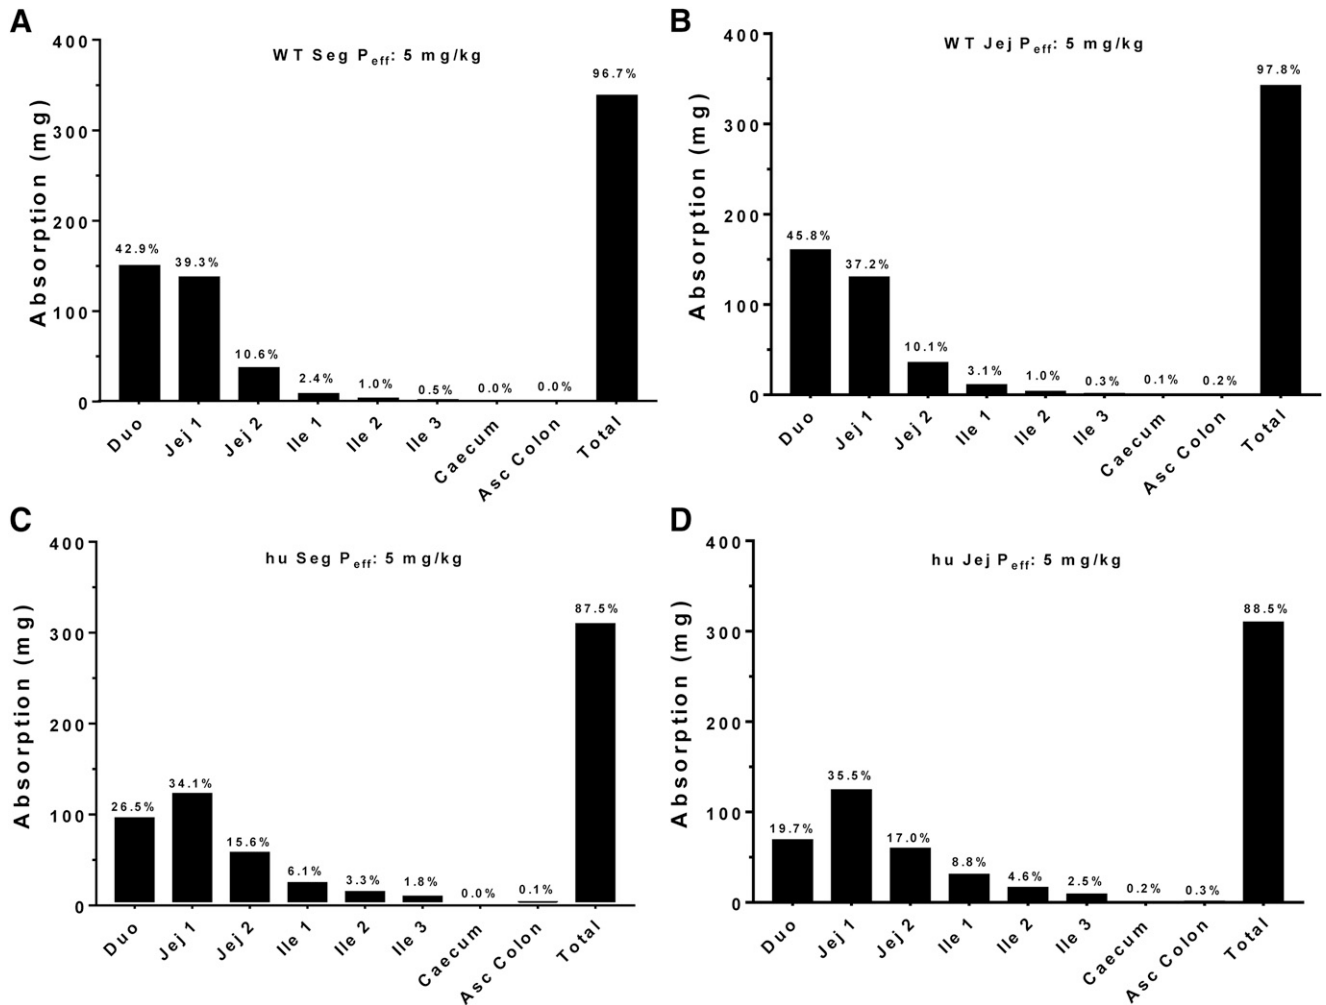 A
WT Seg Peff: 5 mg/kg
Absorption (mg)
400
300
200
100
0
42.9%
39.3%
10.6%
2.4%
1.0%
0.5%
0.0%
0.0%
96.7%
Duo
Jej 1
Jej 2
Ile 1
Ile 2
Ile 3
Caecum
Asc Colon
Total
B
WT Jej Peff: 5 mg/kg
Absorption (mg)
400
300
200
100
0
45.8%
37.2%
10.1%
3.1%
1.0%
0.3%
0.1%
0.2%
97.8%
Duo
Jej 1
Jej 2
Ile 1
Ile 2
Ile 3
Caecum
Asc Colon
Total
C
hu Seg Peff: 5 mg/kg
Absorption (mg)
400
300
200
100
0
26.5%
34.1%
15.6%
6.1%
3.3%
1.8%
0.0%
0.1%
87.5%
Duo
Jej 1
Jej 2
Ile 1
Ile 2
Ile 3
Caecum
Asc Colon
Total
D
hu Jej Peff: 5 mg/kg
Absorption (mg)
400
300
200
100
0
19.7%
35.5%
17.0%
8.8%
4.6%
2.5%
0.2%
0.3%
88.5%
Duo
Jej 1
Jej 2
Ile 1
Ile 2
Ile 3
Caecum
Asc Colon
Total